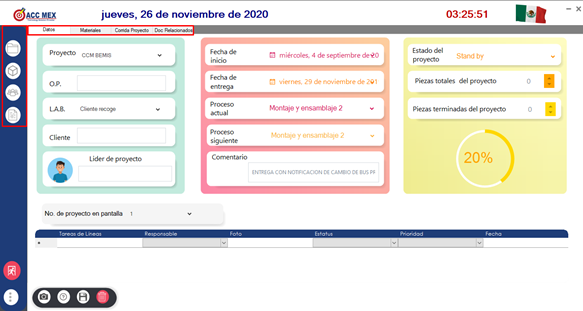 ACC MEX
jueves, 26 de noviembre de 2020
03:25:51
Datos
Materiales
Corrida Proyecto
Doc Relacionados
Proyecto
CCM BEMIS
O.P.
L.A.B.
Cliente recoge
Cliente
Lider de proyecto
Fecha de inicio
miércoles, 4 de septiembre de 20
Fecha de entrega
viernes, 29 de noviembre de 201
Proceso actual
Montaje y ensamblaje 2
Proceso siguiente
Montaje y ensamblaje 2
Comentario
ENTREGA CON NOTIFICACION DE CAMBIO DE BUS PR
Estado del proyecto
Stand by
Piezas totales del proyecto
0
Piezas terminadas del proyecto
0
20%
No. de proyecto en pantalla
1
Tareas de Líneas
Responsable
Foto
Estatus
Prioridad
Fecha